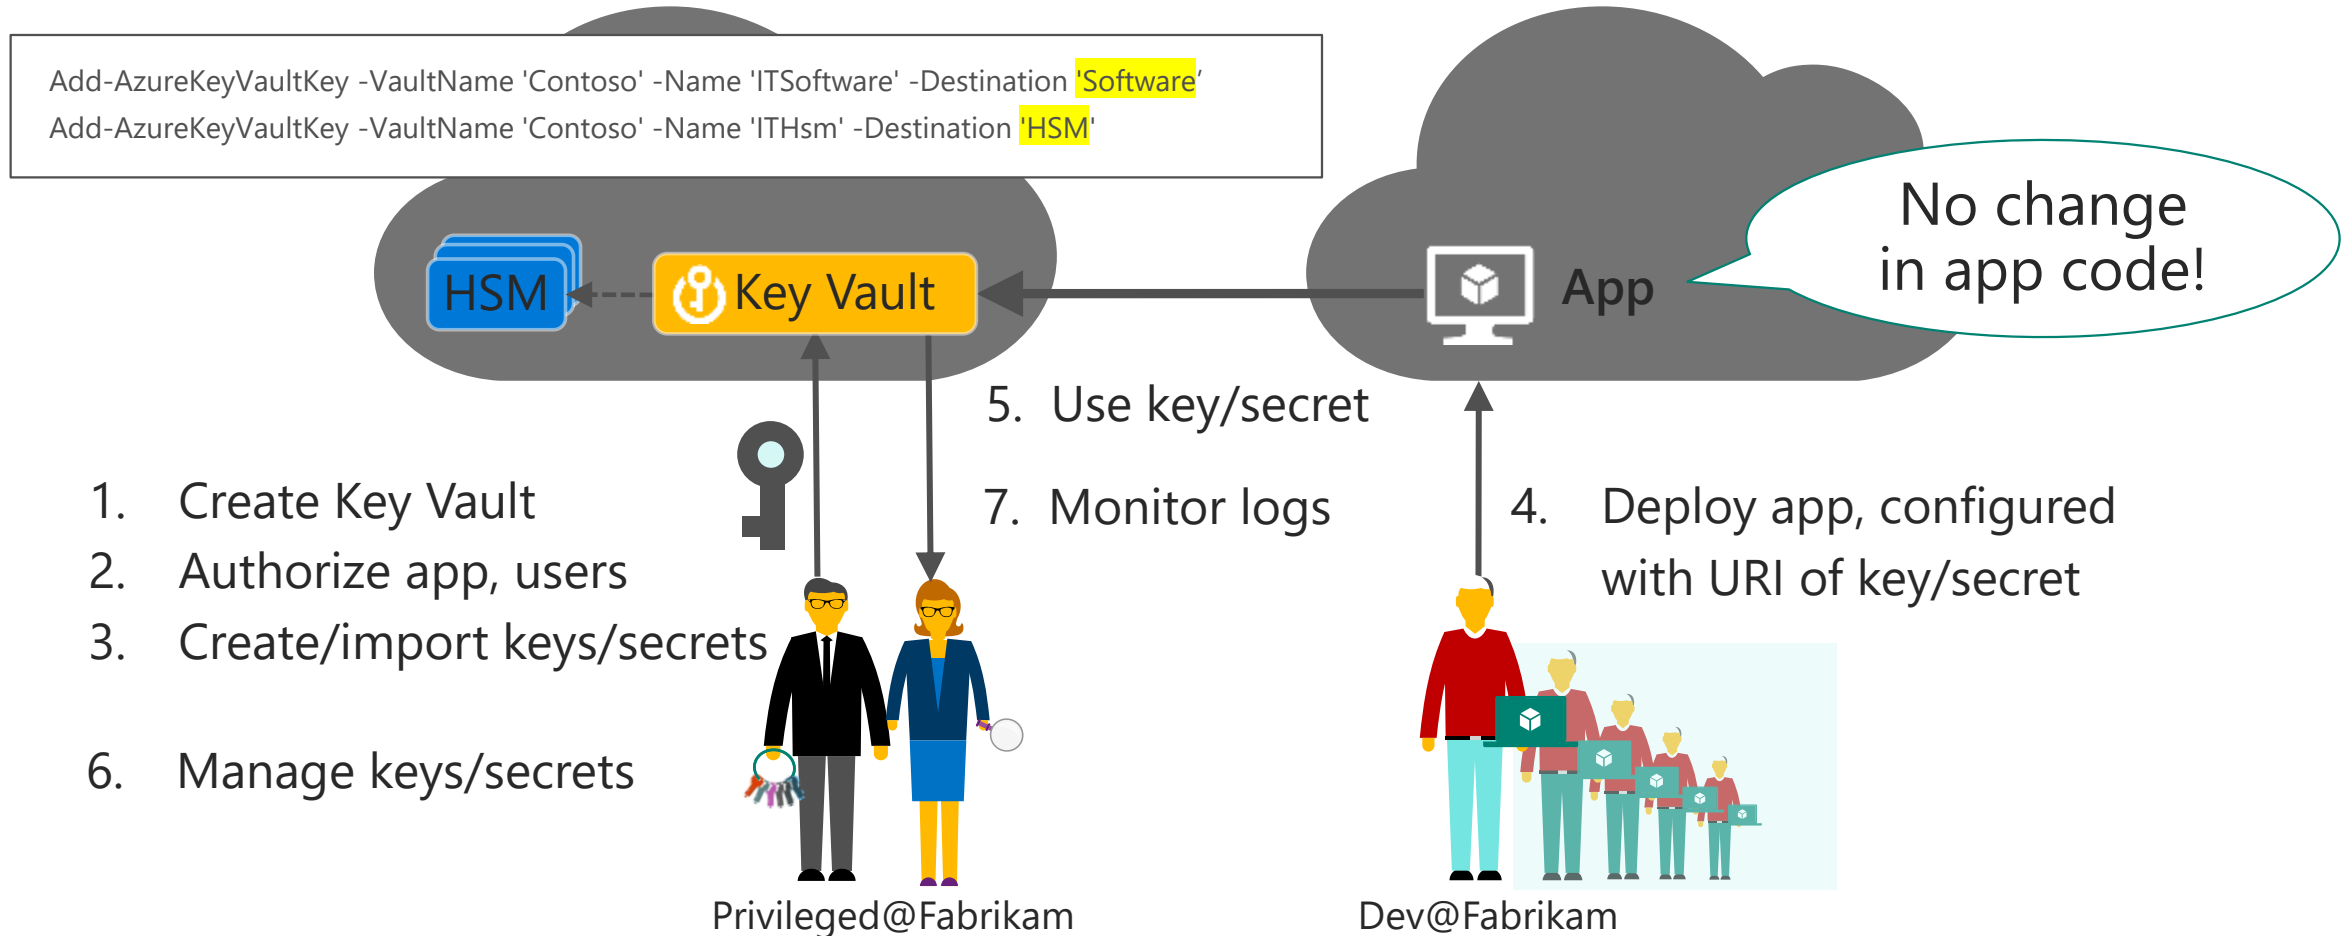 Add-AzureKeyVaultKey -VaultName 'Contoso' -Name 'ITSoftware' -Destination 'Software’
Add-AzureKeyVaultKey -VaultName 'Contoso' -Name 'ITHsm' -Destination 'HSM'
No change
in app code!
HSM
Key Vault
App
5. Use key/secret
7. Monitor logs
1. Create Key Vault
2. Authorize app, users
3. Create/import keys/secrets
6. Manage keys/secrets
4. Deploy app, configured
with URI of key/secret
Privileged@Fabrikam
Dev@Fabrikam